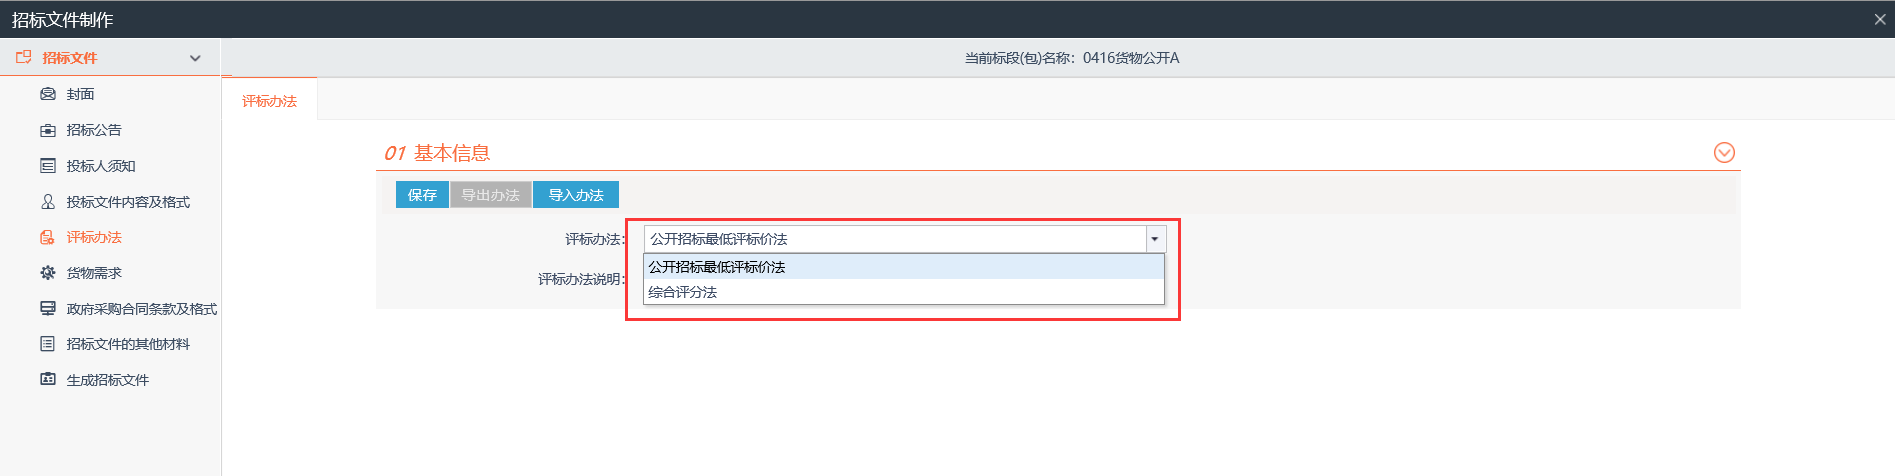 招标文件制作
招标文件
当前标段(包)名称：0416货物公开A
封面
招标公告
投标人须知
投标文件内容及格式
评标办法
货物需求
政府采购合同条款及格式
招标文件的其他材料
生成招标文件
评标办法
01 基本信息
保存 导出办法 导入办法
评标办法： 公开招标最低评标价法
公开招标最低评标价法
评标办法说明：
综合评分法